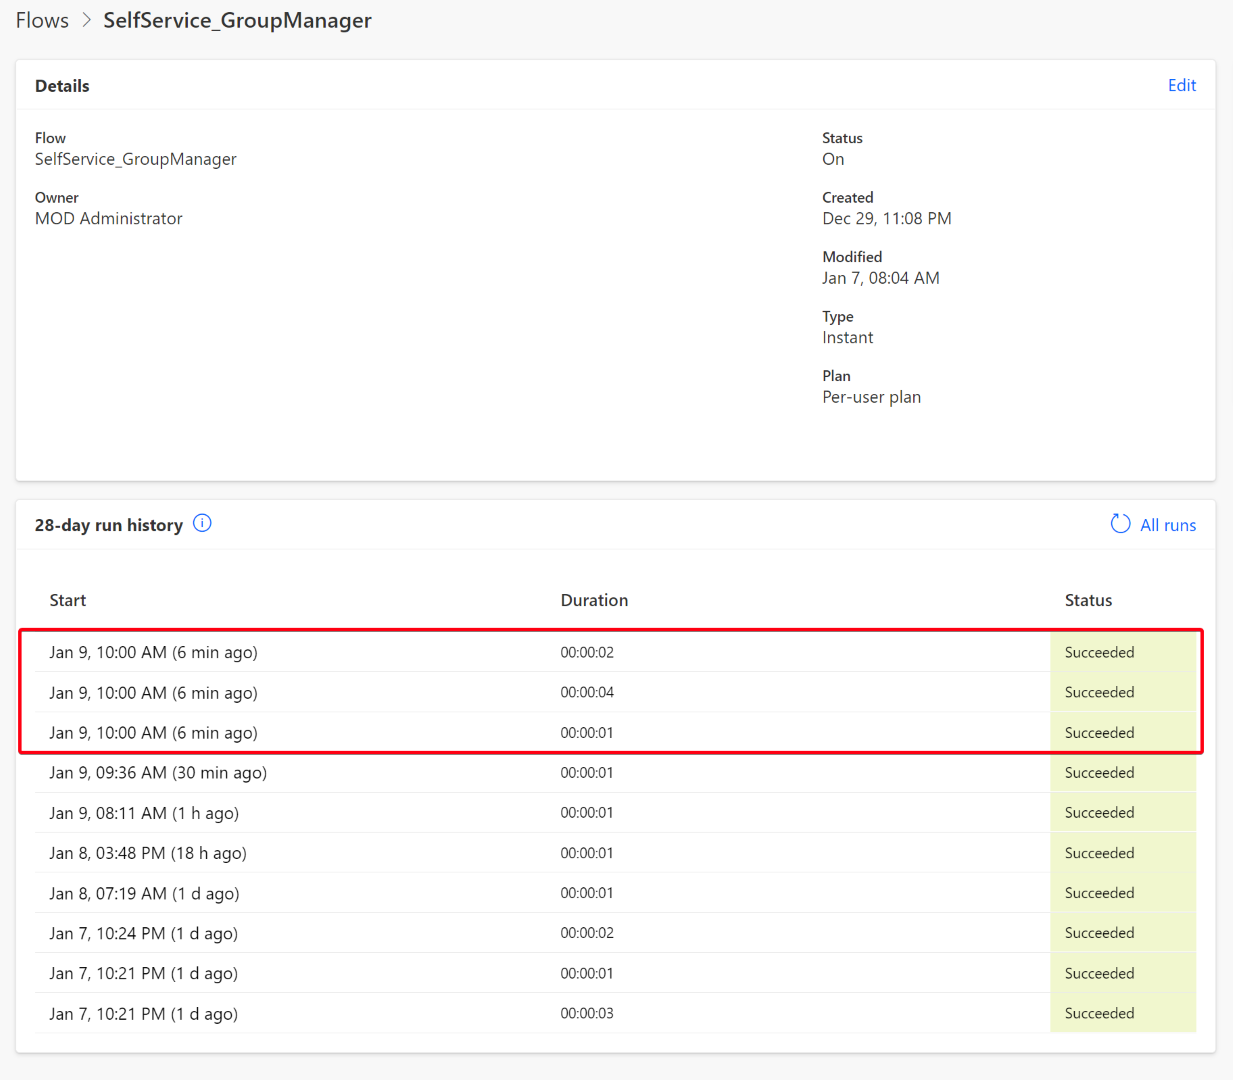 Flows > SelfService_GroupManager
Details
Edit
Flow
SelfService_GroupManager
Owner
MOD Administrator
Status
On
Created
Dec 29, 11:08 PM
Modified
Jan 7, 08:04 AM
Type
Instant
Plan
Per-user plan
28-day run history
All runs
Start Duration Status
Jan 9, 10:00 AM (6 min ago) 00:00:02 Succeeded
Jan 9, 10:00 AM (6 min ago) 00:00:04 Succeeded
Jan 9, 10:00 AM (6 min ago) 00:00:01 Succeeded
Jan 9, 09:36 AM (30 min ago) 00:00:01 Succeeded
Jan 9, 08:11 AM (1 h ago) 00:00:01 Succeeded
Jan 8, 03:48 PM (18 h ago) 00:00:01 Succeeded
Jan 8, 07:19 AM (1 d ago) 00:00:01 Succeeded
Jan 7, 10:24 PM (1 d ago) 00:00:02 Succeeded
Jan 7, 10:21 PM (1 d ago) 00:00:01 Succeeded
Jan 7, 10:21 PM (1 d ago) 00:00:03 Succeeded